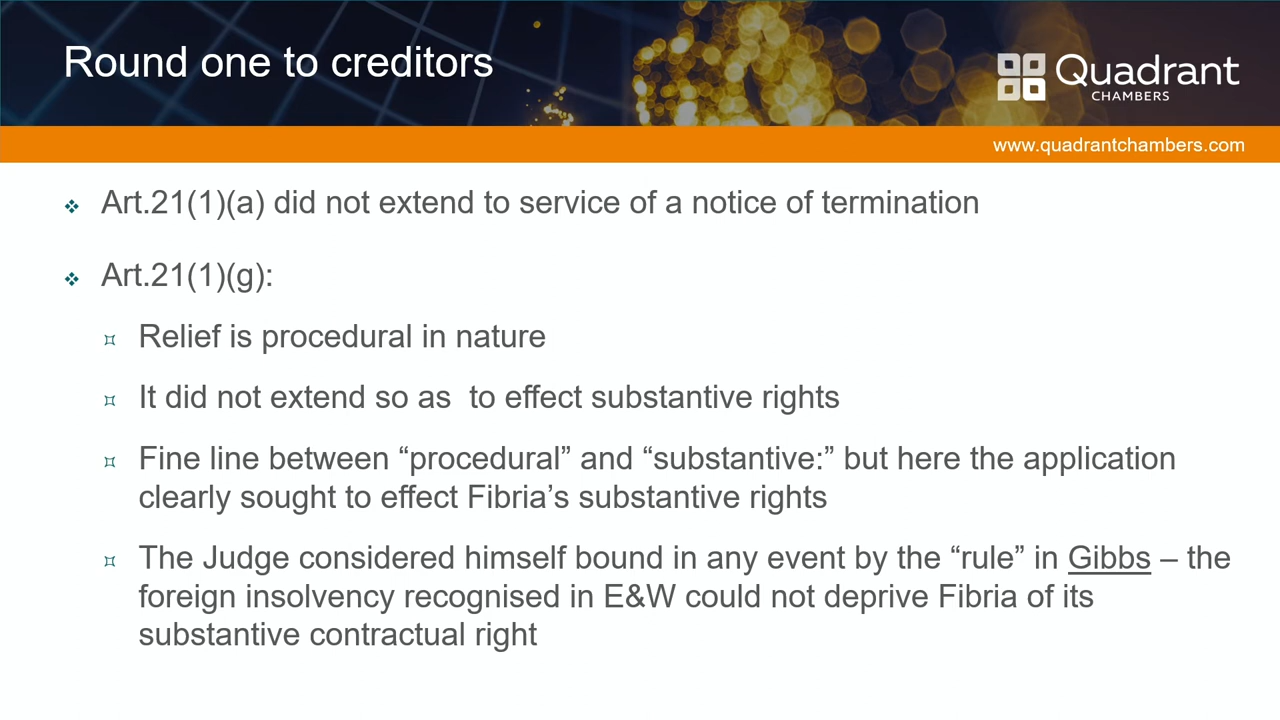 Round one to creditors
Quadrant
CHAMBERS
www.quadrantchambers.com
Art.21(1)(a) did not extend to service of a notice of termination
Art.21(1)(g):
Relief is procedural in nature
It did not extend so as  to effect substantive rights
Fine line between “procedural” and “substantive:” but here the application
clearly sought to effect Fibria’s substantive rights
The Judge considered himself bound in any event by the “rule” in Gibbs – the
foreign insolvency recognised in E&W could not deprive Fibria of its
substantive contractual right